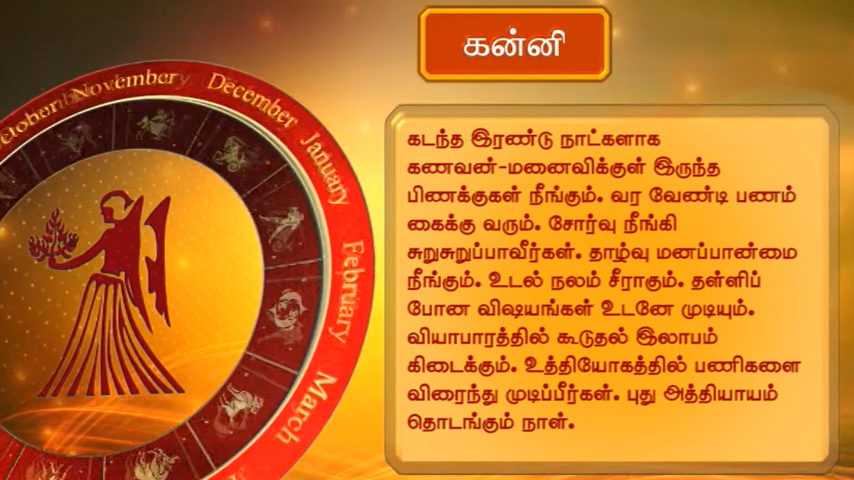 கன்னி
கடந்த இரண்டு நாட்களாக
கணவன்-மனைவிக்குள் இருந்த
பிணக்குகள் நீங்கும். வர வேண்டி பணம்
கைக்கு வரும். சோர்வு நீங்கி
சுறுசுறுப்பாவீர்கள். தாழ்வு மனப்பான்மை
நீங்கும். உடல் நலம் சீராகும். தள்ளிப்
போன விஷயங்கள் உடனே முடியும்.
வியாபாரத்தில் கூடுதல் இலாபம்
கிடைக்கும். உத்தியோகத்தில் பணிகளை
விரைந்து முடிப்பீர்கள். புது அத்தியாயம்
தொடங்கும் நாள்.
November
December
January
February
March